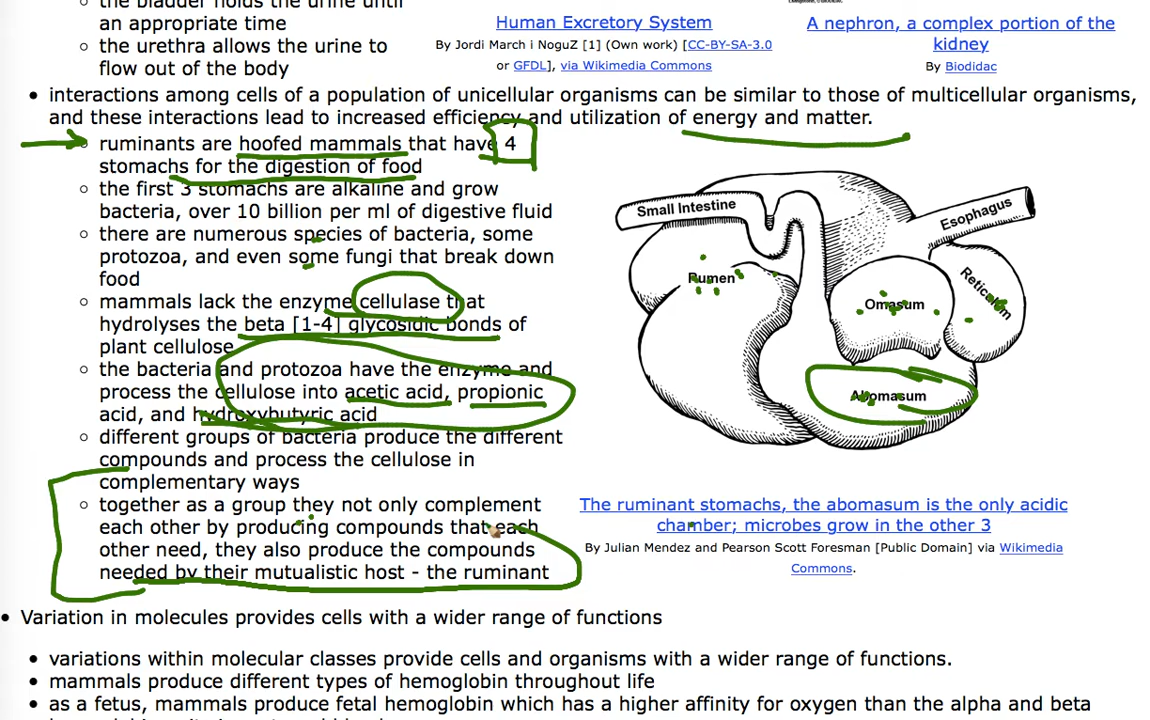 the bladder holds the urine until
an appropriate time
the urethra allows the urine to
flow out of the body
Human Excretory System
By Jordi March i NoguZ [1] (Own work) [CC-BY-SA-3.0
or GFDL], via Wikimedia Commons
A nephron, a complex portion of the
kidney
By Biodidac
interactions among cells of a population of unicellular organisms can be similar to those of multicellular organisms,
and these interactions lead to increased efficiency and utilization of energy and matter.
ruminants are hoofed mammals that have 4
stomachs for the digestion of food
the first 3 stomachs are alkaline and grow
bacteria, over 10 billion per ml of digestive fluid
there are numerous species of bacteria, some
protozoa, and even some fungi that break down
food
mammals lack the enzyme cellulase that
hydrolyses the beta [1-4] glycosidic bonds of
plant cellulose
the bacteria and protozoa have the enzyme and
process the cellulose into acetic acid, propionic
acid, and hydroxybutyric acid
different groups of bacteria produce the different
compounds and process the cellulose in
complementary ways
together as a group they not only complement
each other by producing compounds that each
other need, they also produce the compounds
needed by their mutualistic host - the ruminant
Small Intestine
Esophagus
Rumen
Omasum
Reticulum
Abomasum
The ruminant stomachs, the abomasum is the only acidic
chamber; microbes grow in the other 3
By Julian Mendez and Pearson Scott Foresman [Public Domain] via Wikimedia
Commons.
Variation in molecules provides cells with a wider range of functions
variations within molecular classes provide cells and organisms with a wider range of functions.
mammals produce different types of hemoglobin throughout life
as a fetus, mammals produce fetal hemoglobin which has a higher affinity for oxygen than the alpha and beta